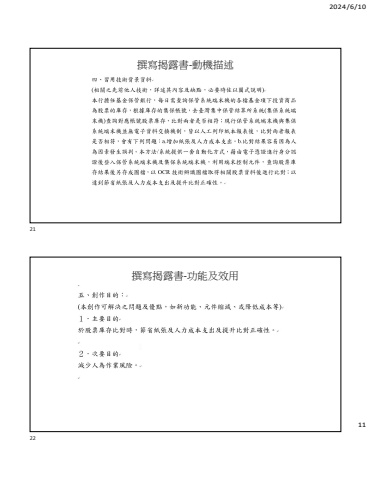 2024/6/10
撰寫揭露書-動機描述
四、習用技術背景資料:
(相關之先前他人技術，詳述其內容及缺點，必要時佐以圖式說明)
本行擔任基金保管銀行，每日需查詢保管系統端末機的各檔基金項下投資商品
為股票的庫存，根據庫存的集保帳號，去臺灣集中保管結算所系統(集保系統端
末機)查詢對應帳號股票庫存，比對兩者是否相符；現行保管系統端末機與集保
系統端末機並無電子資料交換機制，皆以人工列印紙本報表後，比對兩者報表
是否相符，會有下列問題：a.增加紙張及人力成本支出、b.比對結果容易因為人
為因素發生誤判。本方法/系統提供一套自動化方式，藉由電子憑證進行身分認
證後登入保管系統端末機及集保系統端末機，利用端末控制元件，查詢股票庫
存結果後另存成圖檔，以 OCR 技術辨識圖檔取得相關股票資料後進行比對；以
達到節省紙張及人力成本支出及提升比對正確性。
21
撰寫揭露書-功能及效用
五、創作目的：
(本創作可解決之問題及優點，如新功能、元件縮減、或降低成本等)
１、主要目的
於股票庫存比對時，節省紙張及人力成本支出及提升比對正確性。
２、次要目的
減少人為作業風險。
11
22